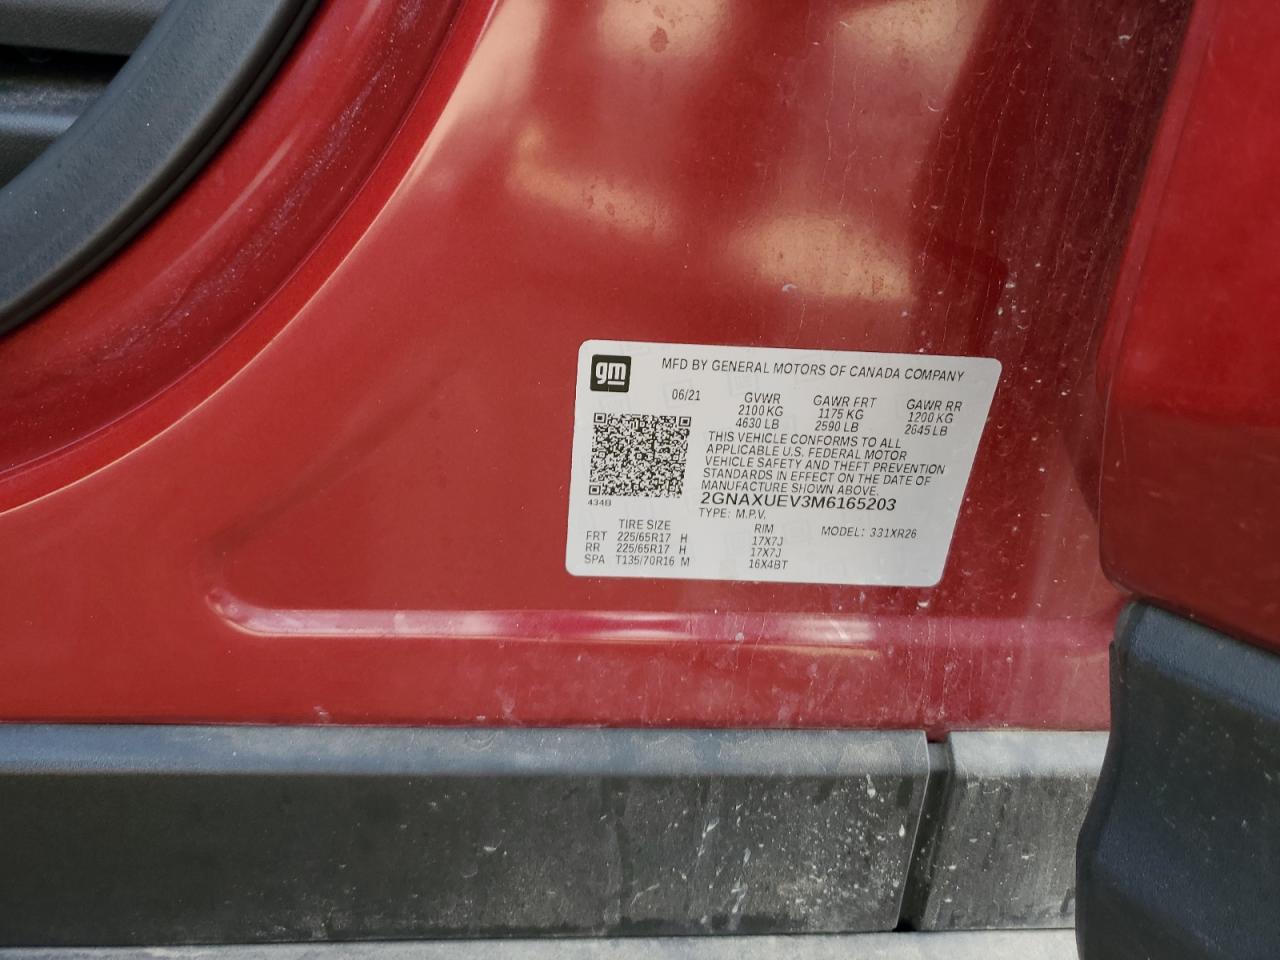 gm
MFD BY GENERAL MOTORS OF CANADA COMPANY
06/21 GVWR GAWR FRT GAWR RR
2100 KG 1175 KG 1200 KG
4630 LB 2590 LB 2645 LB
THIS VEHICLE CONFORMS TO ALL
APPLICABLE U.S. FEDERAL MOTOR
VEHICLE SAFETY AND THEFT PREVENTION
STANDARDS IN EFFECT ON THE DATE OF
MANUFACTURE SHOWN ABOVE.
434B 2GNAXUEV3M6165203
TYPE: M.P.V.
TIRE SIZE RIM MODEL: 331XR26
FRT 225/65R17 H 17X7J
RR 225/65R17 H 17X7J
SPA T135/70R16 M 16X4BT